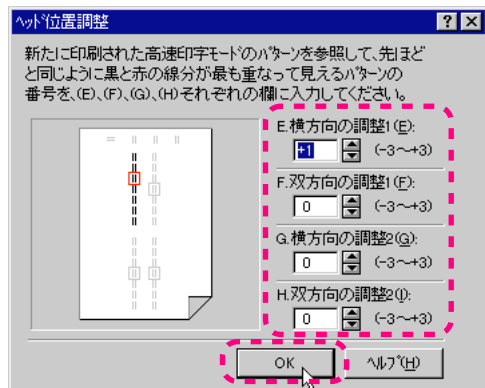 ﾍｯﾄﾞ位置調整
新たに印刷された高速印字ﾓｰﾄﾞのﾊﾟﾀｰﾝを参照して、先ほど
と同じように黒と赤の線分が最も重なって見えるﾊﾟﾀｰﾝの
番号を、(E)、(F)、(G)、(H)それぞれの欄に入力してください。
E.横方向の調整1(E):
+1 (-3～+3)
F.双方向の調整1(F):
0 (-3～+3)
G.横方向の調整2(G):
0 (-3～+3)
H.双方向の調整2(I):
0 (-3～+3)
OK ﾍﾙﾌﾟ(H)